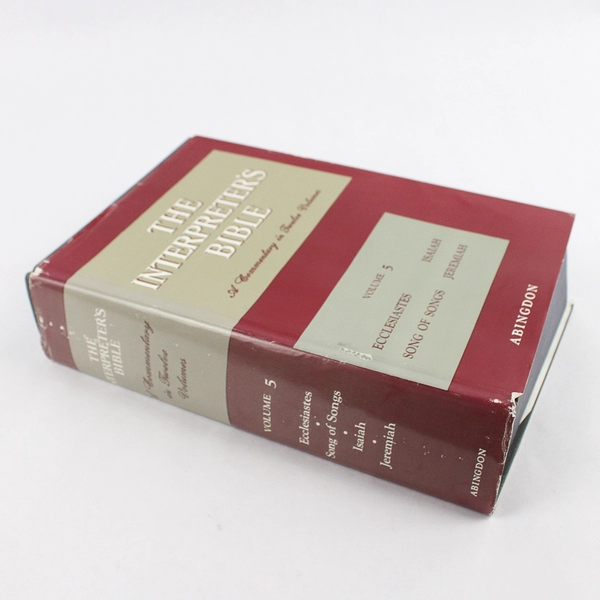 THE
INTERPRETER'S
BIBLE
A Commentary in Twelve Volumes
VOLUME 5
ECCLESIASTES
SONG OF SONGS
ISAIAH
JEREMIAH
ABINGDON
THE
INTERPRETER'S
BIBLE
A Commentary
in Twelve
Volumes
VOLUME 5
Ecclesiastes
•
Song of Songs
•
Isaiah
•
Jeremiah
ABINGDON